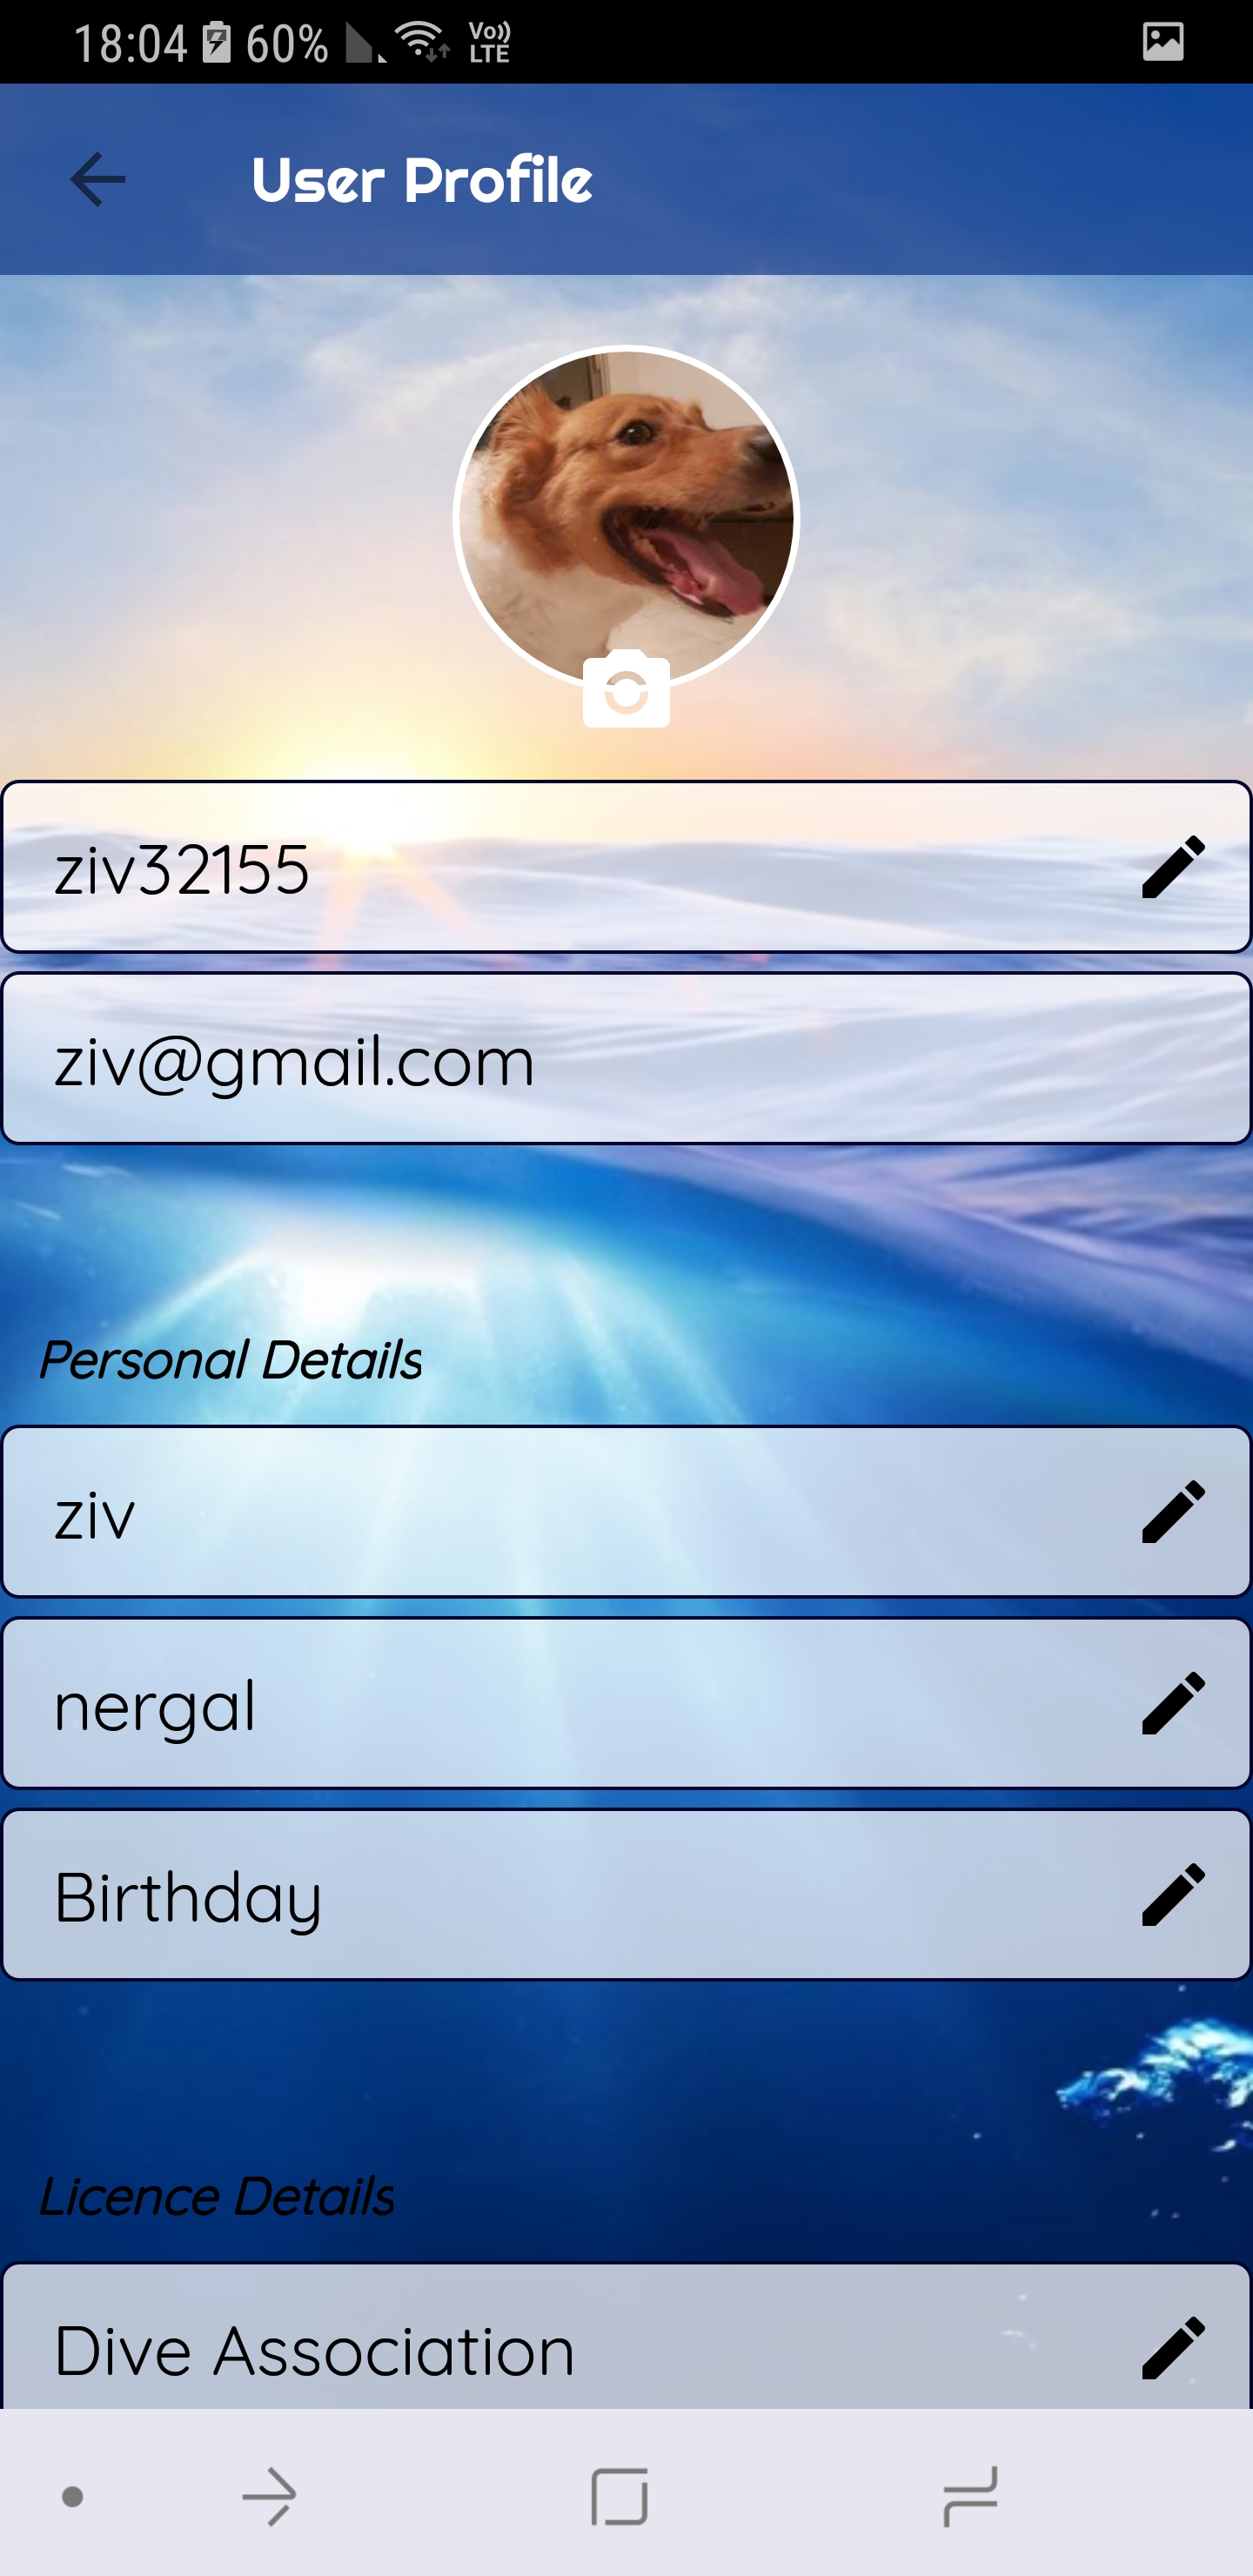 18:04 60% Vo)) LTE
User Profile
ziv32155
ziv@gmail.com
Personal Details
ziv
nergal
Birthday
Licence Details
Dive Association